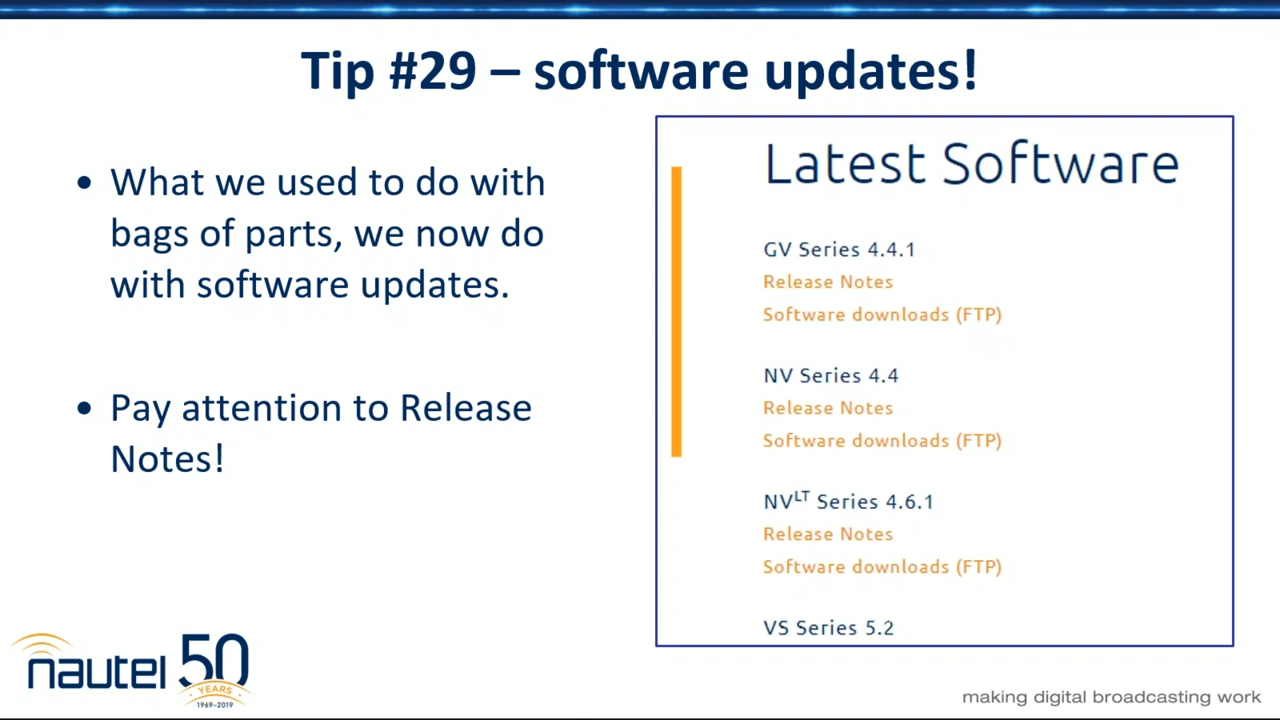 Tip #29 – software updates!
• What we used to do with
bags of parts, we now do
with software updates.
• Pay attention to Release
Notes!
Latest Software
GV Series 4.4.1
Release Notes
Software downloads (FTP)
NV Series 4.4
Release Notes
Software downloads (FTP)
NVᴸᵀ Series 4.6.1
Release Notes
Software downloads (FTP)
VS Series 5.2
nautel 50
YEARS
1969–2019
making digital broadcasting work